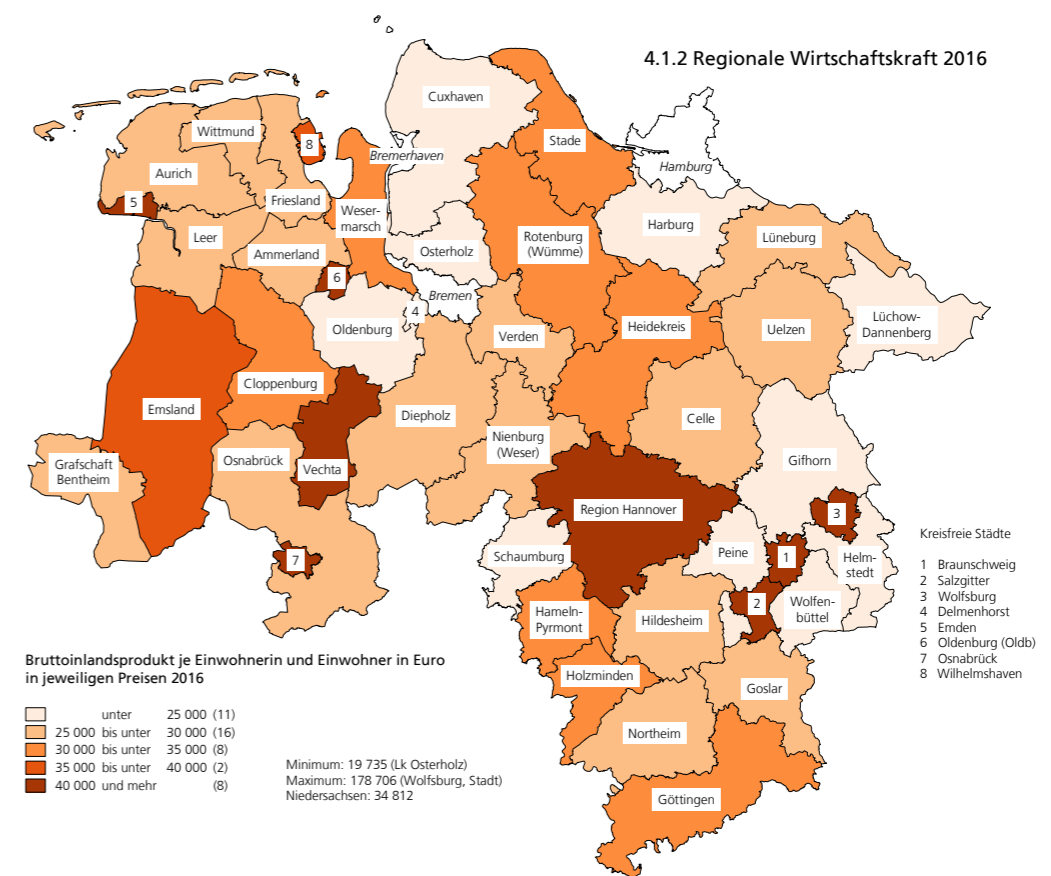 4.1.2 Regionale Wirtschaftskraft 2016
Cuxhaven
Wittmund
8
Stade
Bremerhaven
Hamburg
Aurich
5
Friesland
Weser-
marsch
Harburg
Leer
Rotenburg
(Wümme)
Lüneburg
Ammerland
Osterholz
6
Bremen
4
Oldenburg
Verden
Heidekreis
Uelzen
Lüchow-
Dannenberg
Cloppenburg
Emsland
Diepholz
Celle
Nienburg
(Weser)
Grafschaft
Bentheim
Osnabrück
Vechta
Gifhorn
Region Hannover
3
Schaumburg
Peine
1
Helm-
stedt
7
2
Wolfen-
büttel
Hameln-
Pyrmont
Hildesheim
Holzminden
Goslar
Northeim
Göttingen
Kreisfreie Städte
1 Braunschweig
2 Salzgitter
3 Wolfsburg
4 Delmenhorst
5 Emden
6 Oldenburg (Oldb)
7 Osnabrück
8 Wilhelmshaven
Bruttoinlandsprodukt je Einwohnerin und Einwohner in Euro
in jeweiligen Preisen 2016
unter 25 000 (11)
25 000 bis unter 30 000 (16)
30 000 bis unter 35 000 (8)
35 000 bis unter 40 000 (2)
40 000 und mehr (8)
Minimum: 19 735 (Lk Osterholz)
Maximum: 178 706 (Wolfsburg, Stadt)
Niedersachsen: 34 812